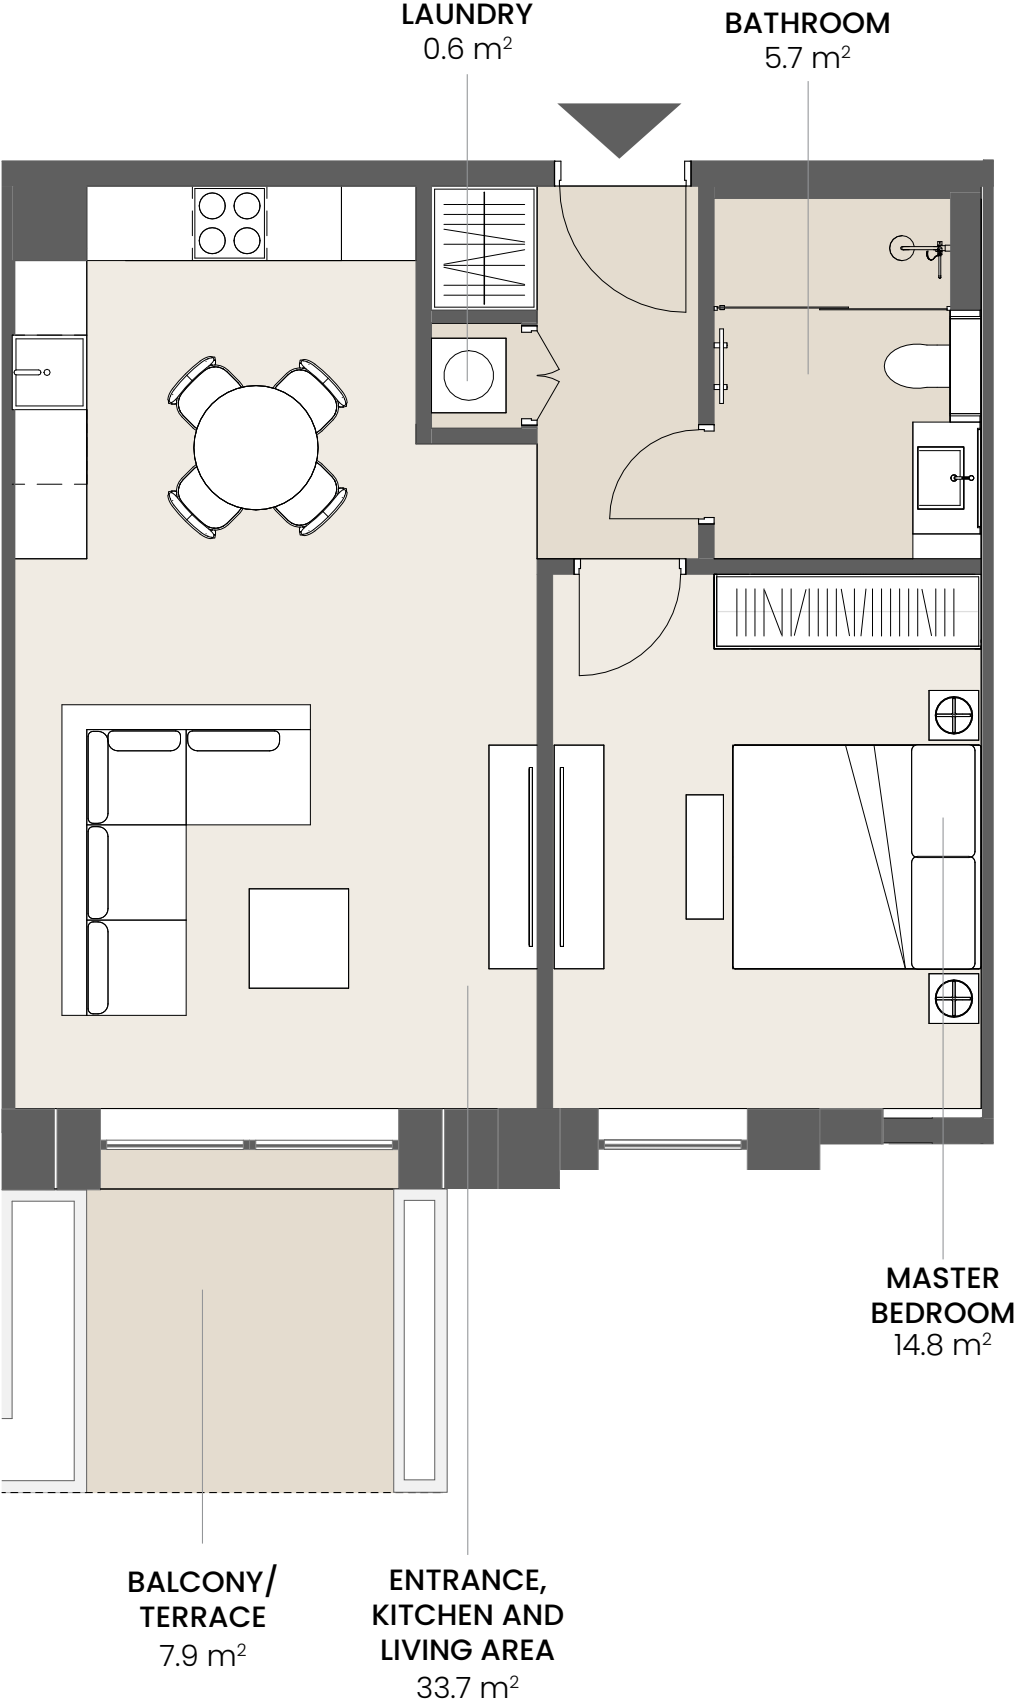 LAUNDRY
0.6 m²
BATHROOM
5.7 m²
MASTER
BEDROOM
14.8 m²
BALCONY/
TERRACE
7.9 m²
ENTRANCE,
KITCHEN AND
LIVING AREA
33.7 m²